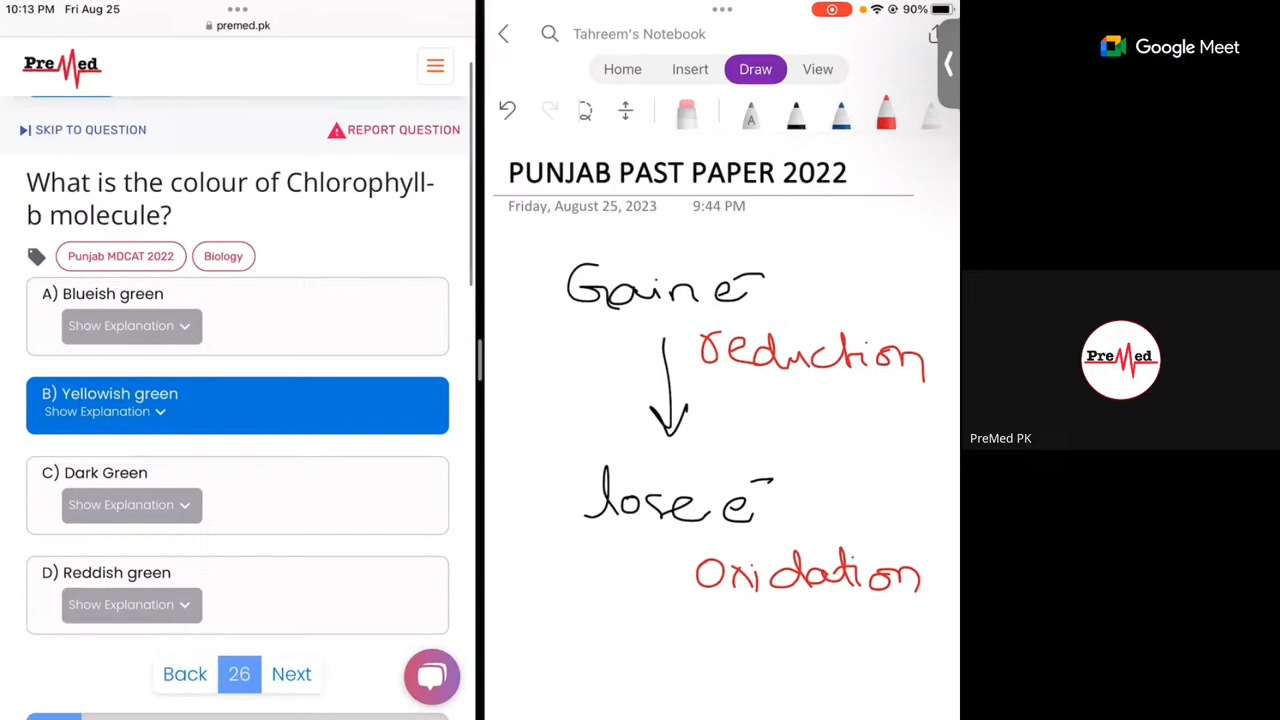 10:13 PM Fri Aug 25
premed.pk
PreMed
SKIP TO QUESTION
REPORT QUESTION
What is the colour of Chlorophyll-
b molecule?
Punjab MDCAT 2022
Biology
A) Blueish green
Show Explanation
B) Yellowish green
Show Explanation
C) Dark Green
Show Explanation
D) Reddish green
Show Explanation
Back 26 Next
90%
Tahreem's Notebook
Home Insert Draw View
A
PUNJAB PAST PAPER 2022
Friday, August 25, 2023 9:44 PM
Gain e⁻
reduction
lose e⁻
Oxidation
Google Meet
PreMed
PreMed PK